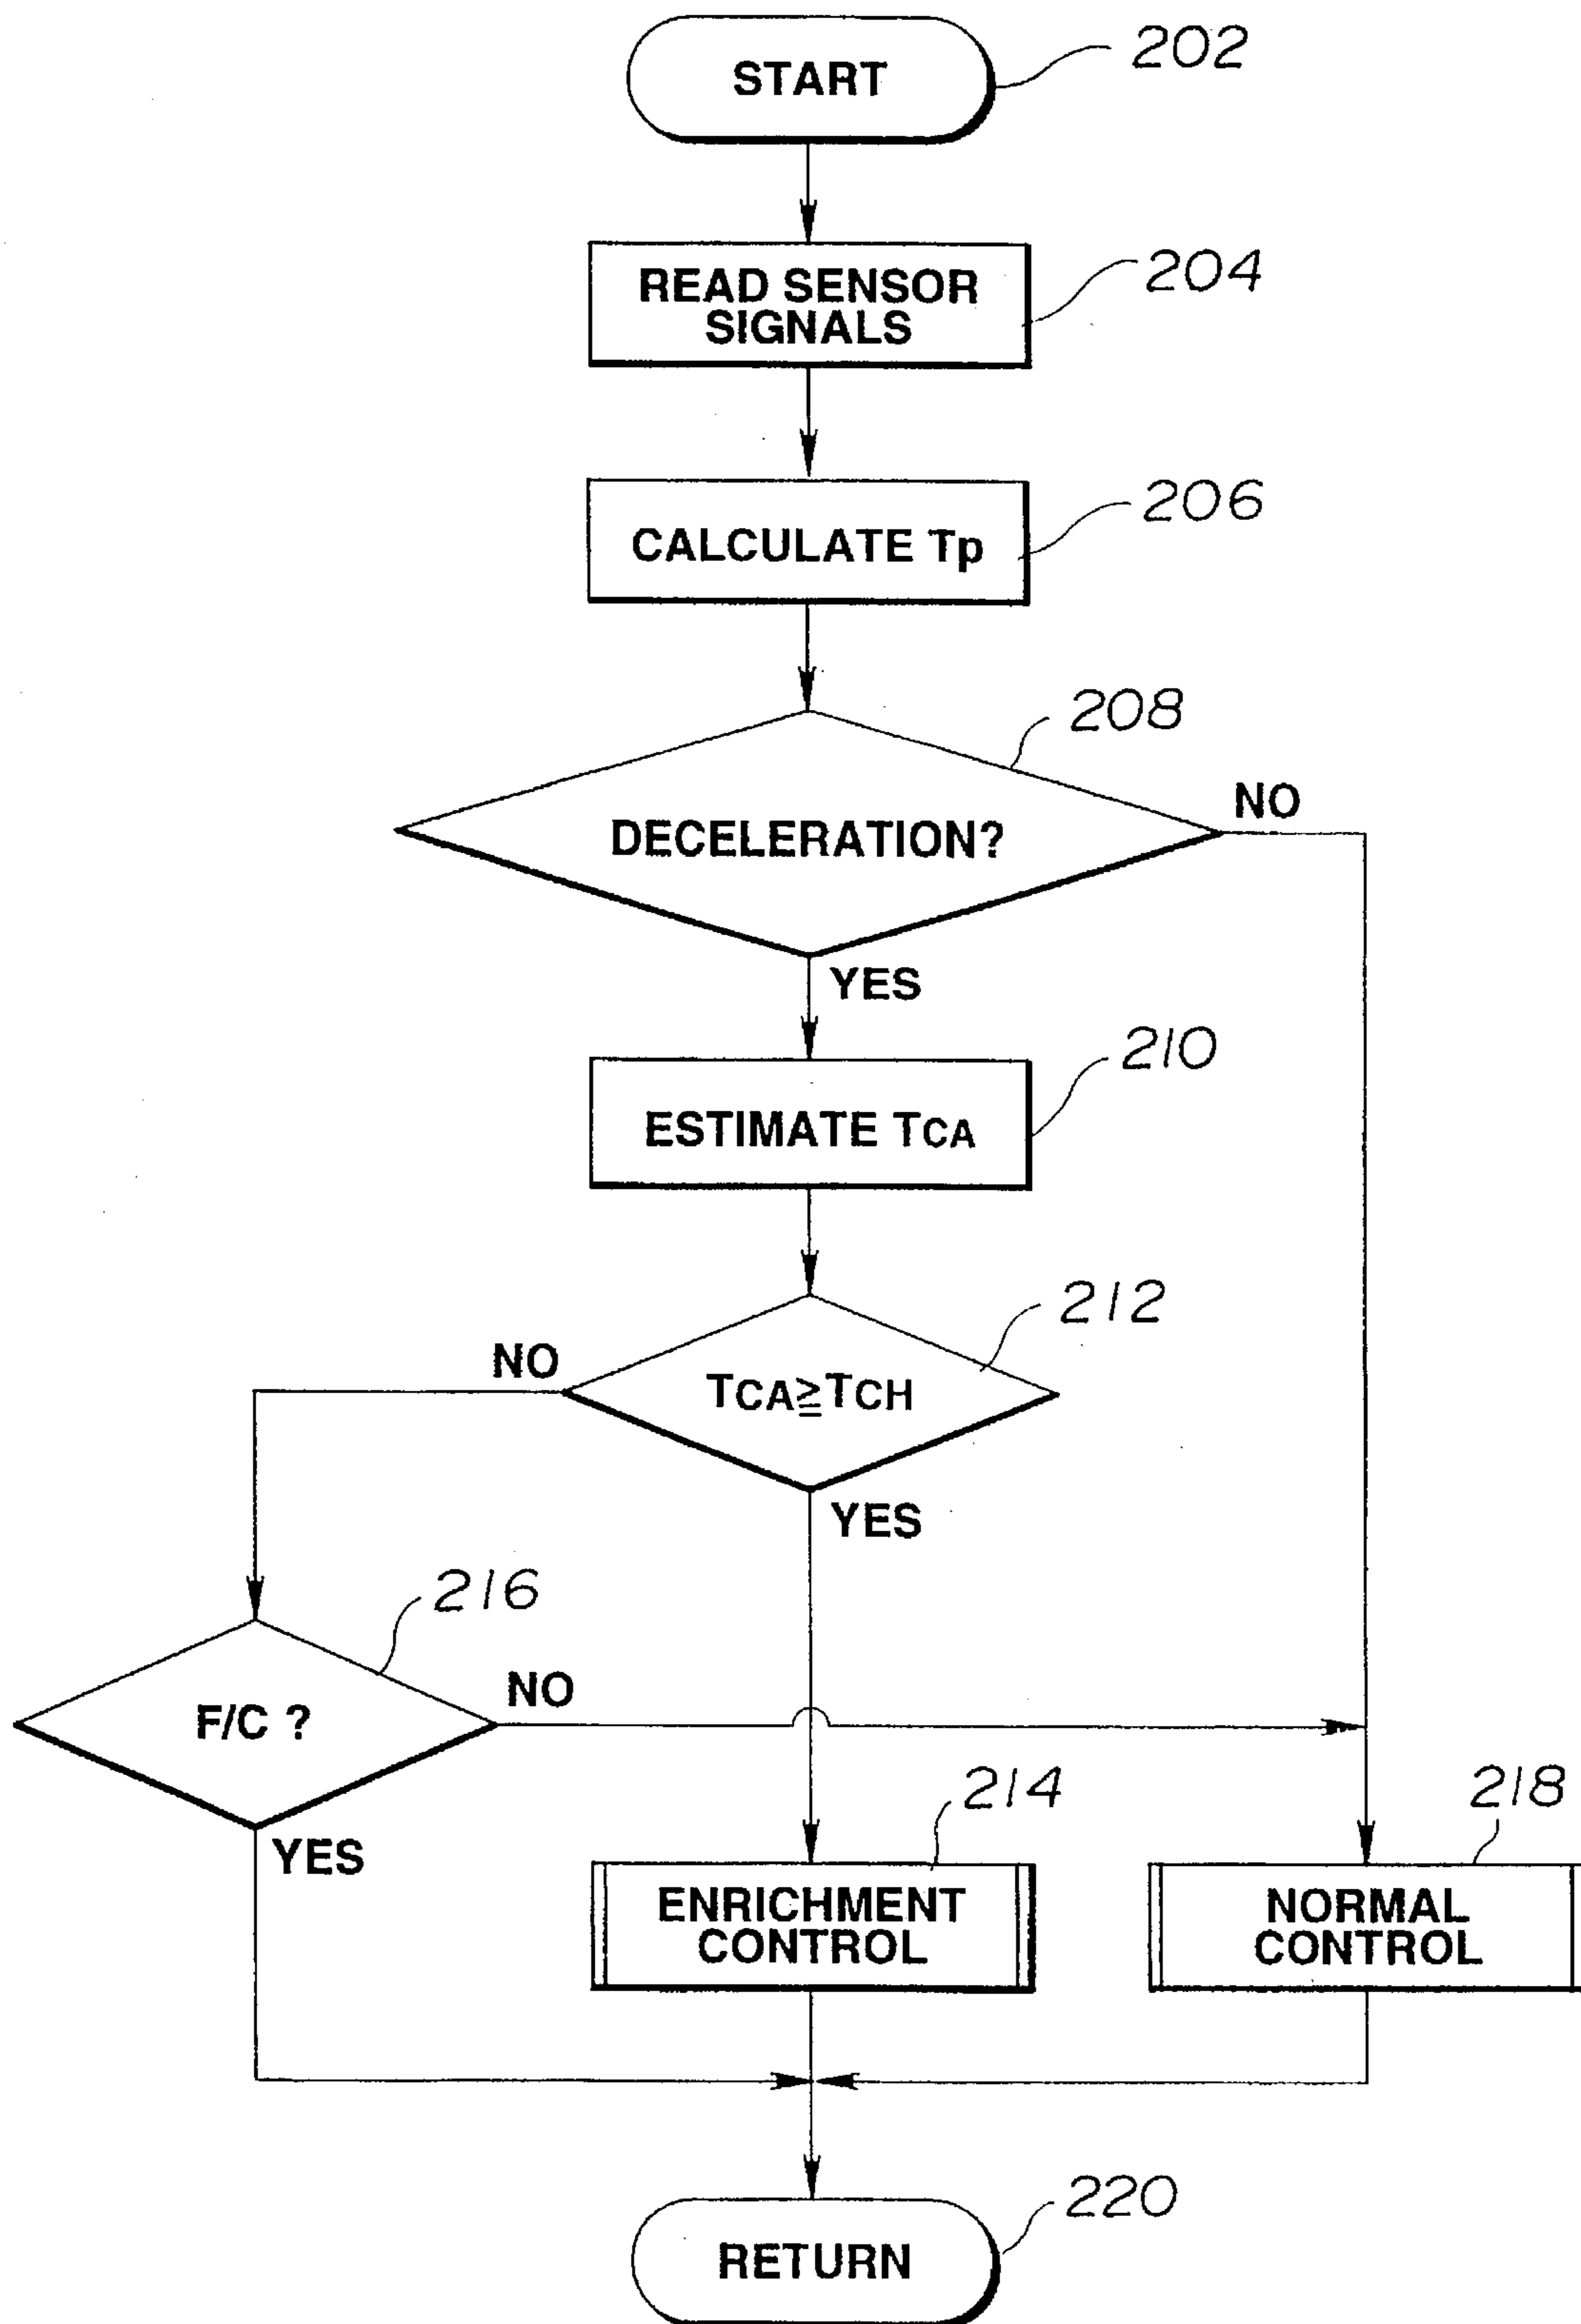 START
202
READ SENSOR
SIGNALS
204
CALCULATE Tp
206
208
DECELERATION?
NO
YES
210
ESTIMATE TCA
212
NO
TCA≧TCH
YES
216
F/C ?
NO
YES
214
218
ENRICHMENT
CONTROL
NORMAL
CONTROL
220
RETURN